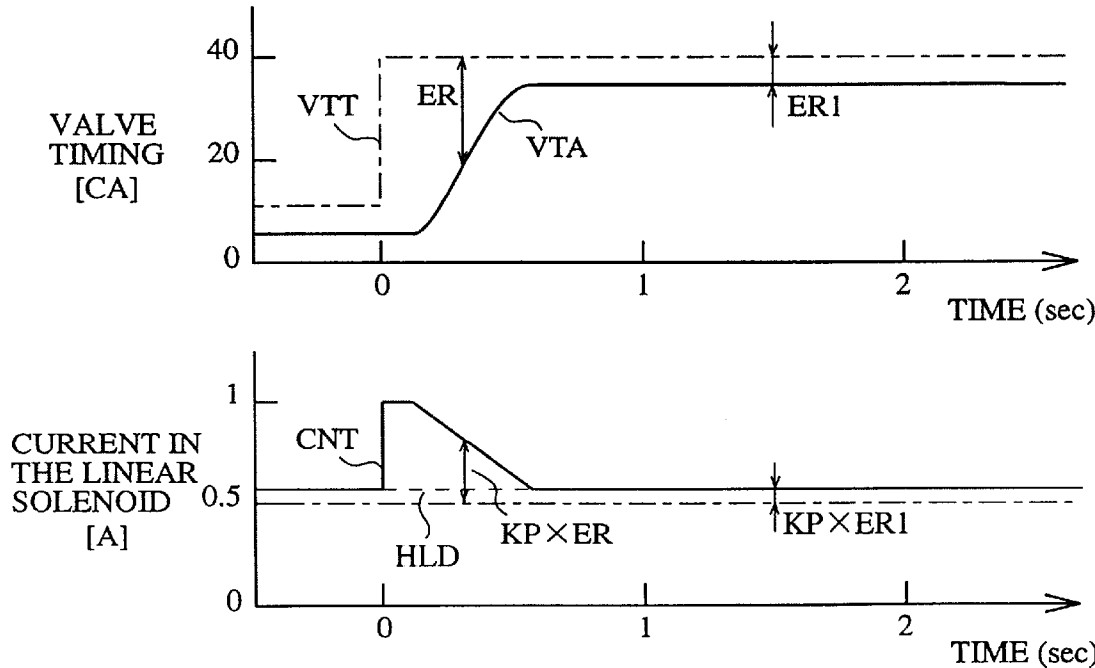 40
ER
VTT
ER1
VALVE
TIMING
[CA]
VTA
20
0
0
1
2
TIME (sec)
1
CURRENT IN
THE LINEAR
SOLENOID
[A]
CNT
0.5
KP×ER
KP×ER1
HLD
0
0
1
2
TIME (sec)